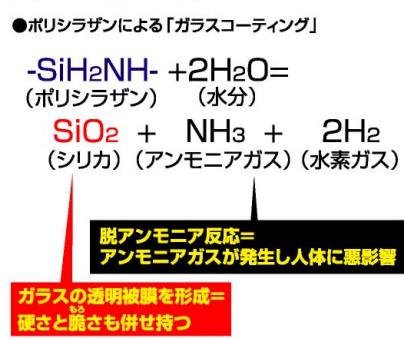 ●ポリシラザンによる「ガラスコーティング」
-SiH₂NH- +2H₂O=
（ポリシラザン） （水分）
SiO₂ + NH₃ + 2H₂
（シリカ）（アンモニアガス）（水素ガス）
脱アンモニア反応=
アンモニアガスが発生し人体に悪影響
ガラスの透明被膜を形成=
もろ
硬さと脆さも併せ持つ